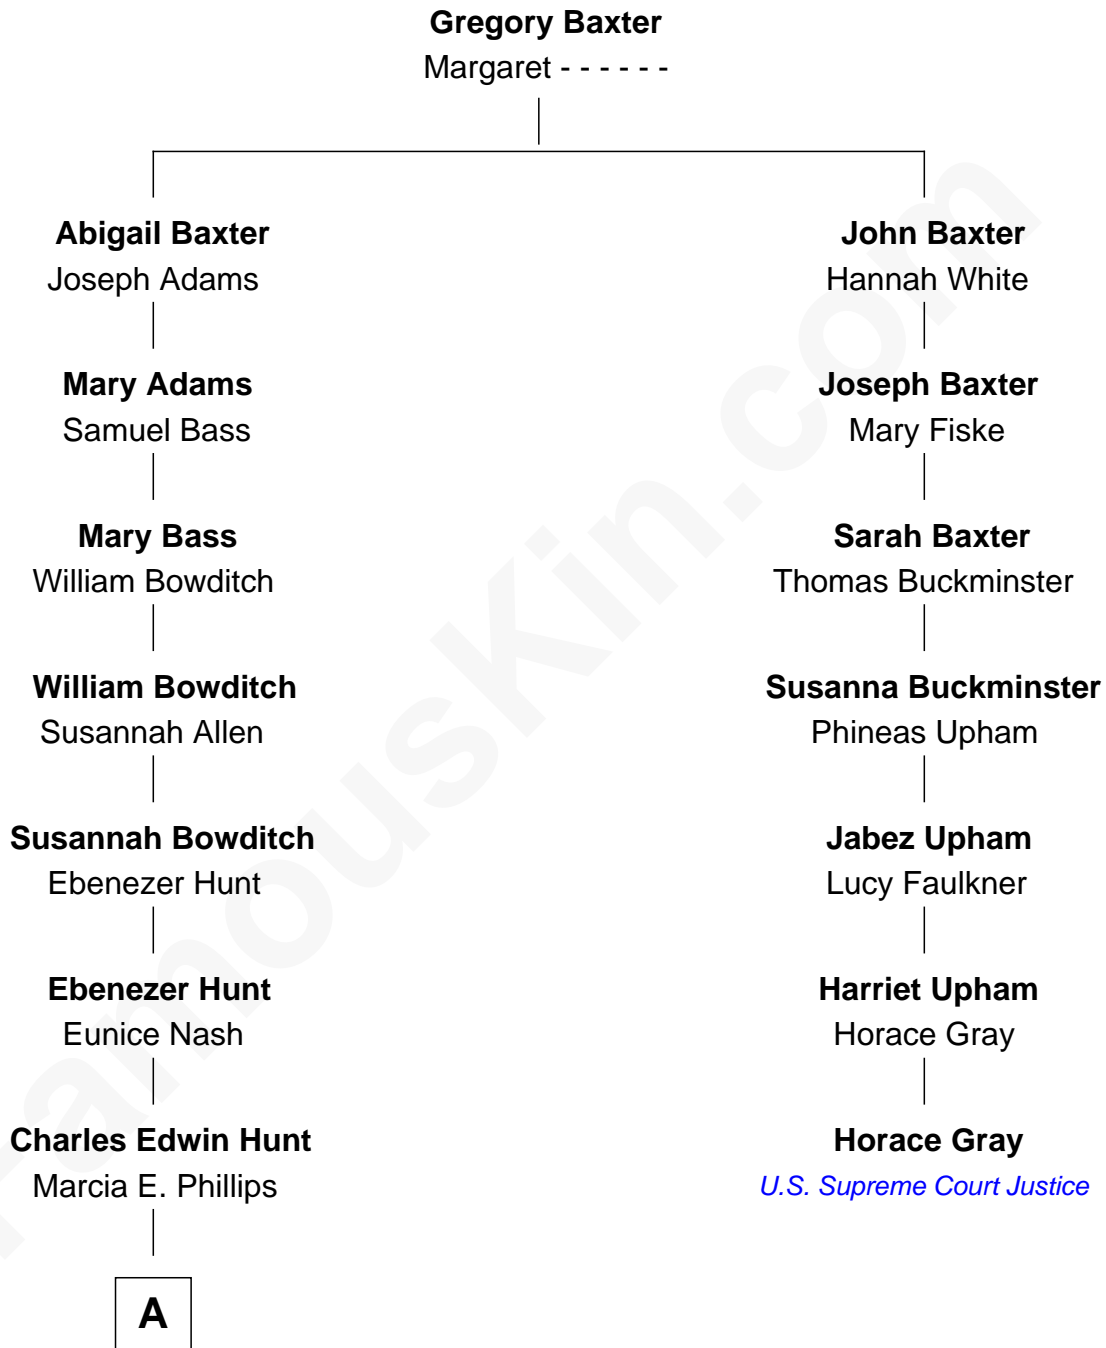 Gregory Baxter
Margaret - - - - - -
Abigail Baxter
Joseph Adams
John Baxter
Hannah White
Mary Adams
Samuel Bass
Joseph Baxter
Mary Fiske
Mary Bass
William Bowditch
Sarah Baxter
Thomas Buckminster
William Bowditch
Susannah Allen
Susanna Buckminster
Phineas Upham
Susannah Bowditch
Ebenezer Hunt
Jabez Upham
Lucy Faulkner
Ebenezer Hunt
Eunice Nash
Harriet Upham
Horace Gray
Charles Edwin Hunt
Marcia E. Phillips
Horace Gray
U.S. Supreme Court Justice
A
FamousKin.com